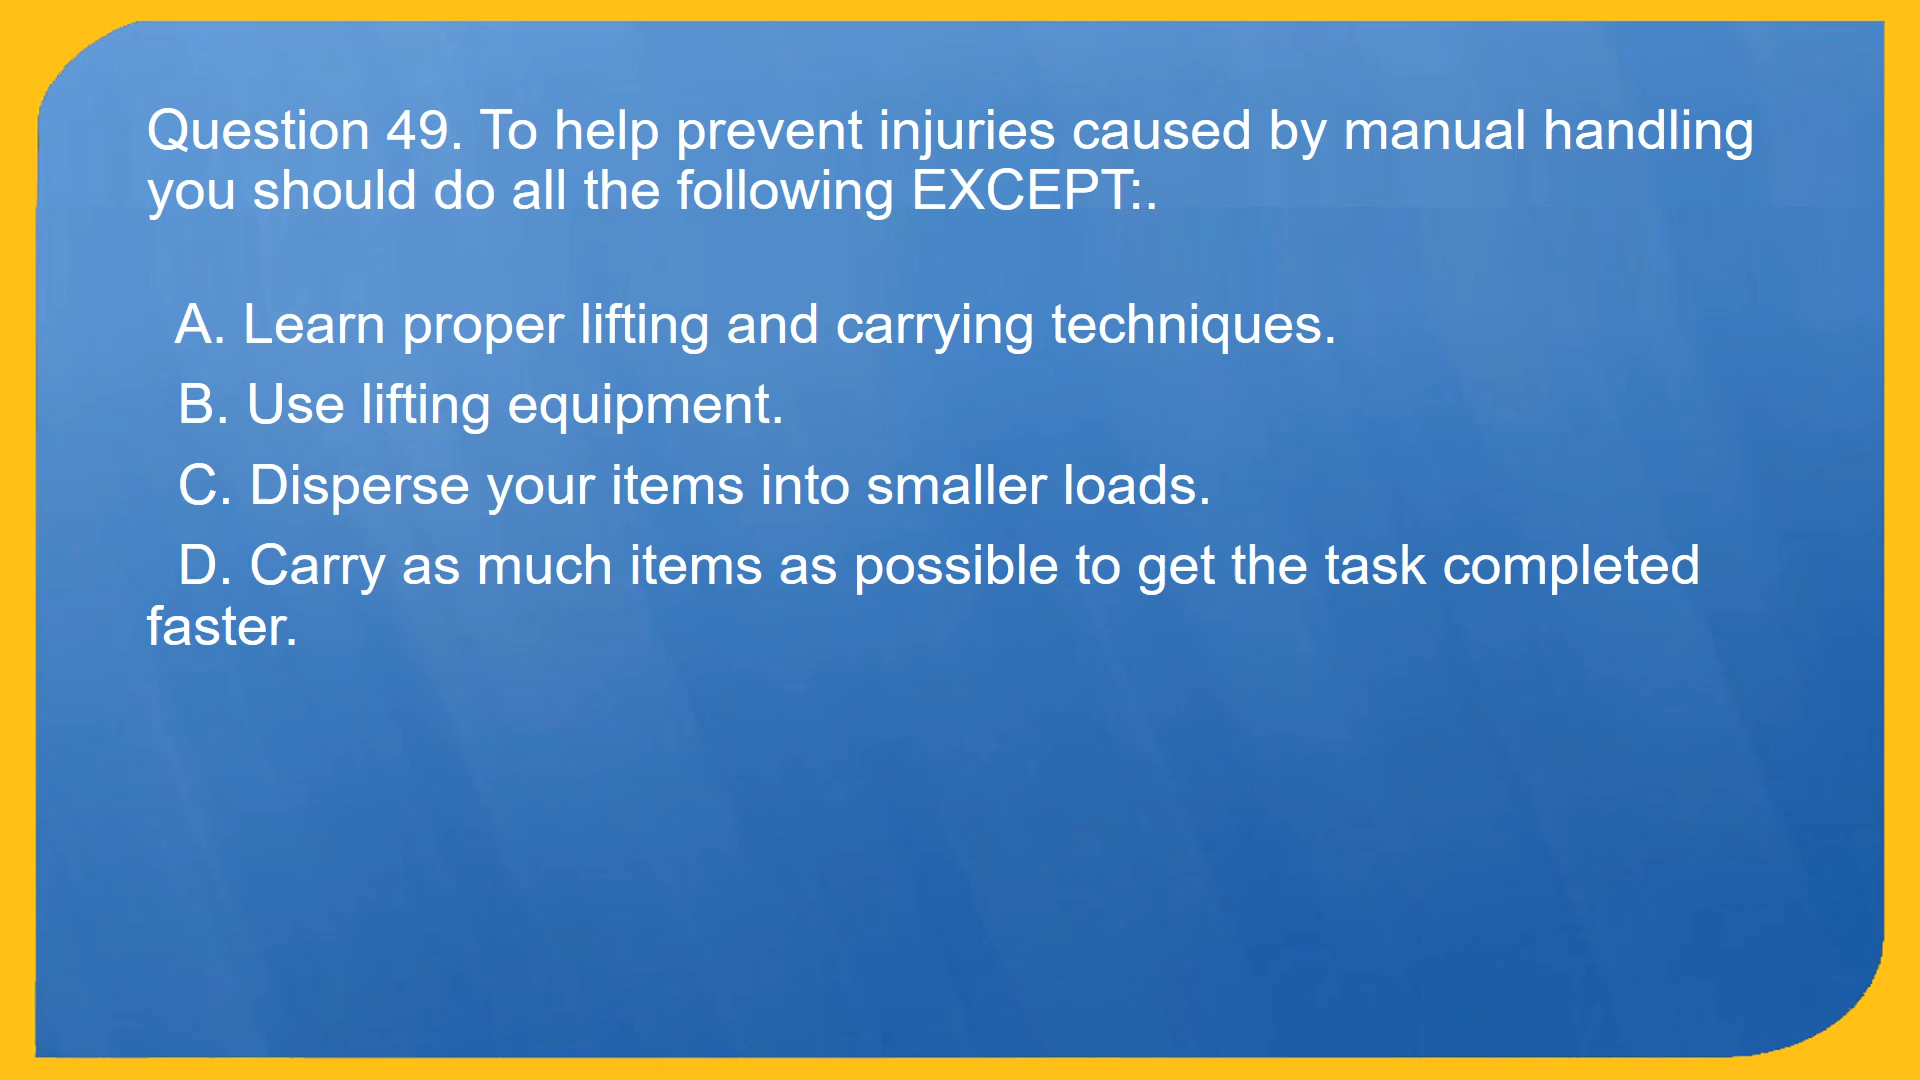 Question 49. To help prevent injuries caused by manual handling
you should do all the following EXCEPT:.
A. Learn proper lifting and carrying techniques.
B. Use lifting equipment.
C. Disperse your items into smaller loads.
D. Carry as much items as possible to get the task completed
faster.